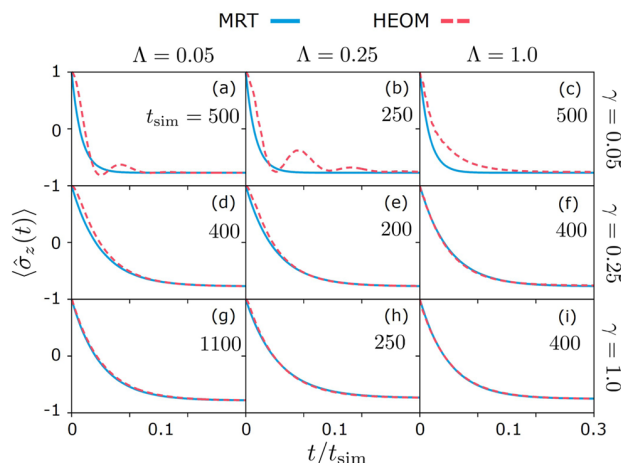 MRT HEOM
Λ = 0.05 Λ = 0.25 Λ = 1.0
1 (a) (b) (c)
t_sim = 500 250 500
0
-1
γ = 0.05
(d) (e) (f)
400 200 400
0
-1
γ = 0.25
(g) (h) (i)
1100 250 400
0
-1
γ = 1.0
⟨σ̂_z(t)⟩
0 0.1 0 0.1 0 0.1 0.3
t/t_sim